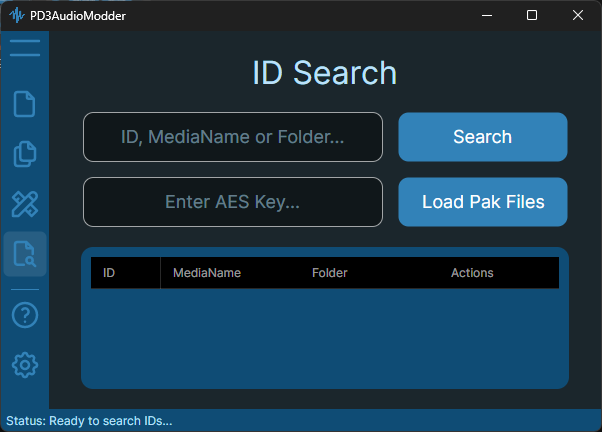 PD3AudioModder
ID Search
ID, MediaName or Folder...
Search
Enter AES Key...
Load Pak Files
ID MediaName Folder Actions
Status: Ready to search IDs...